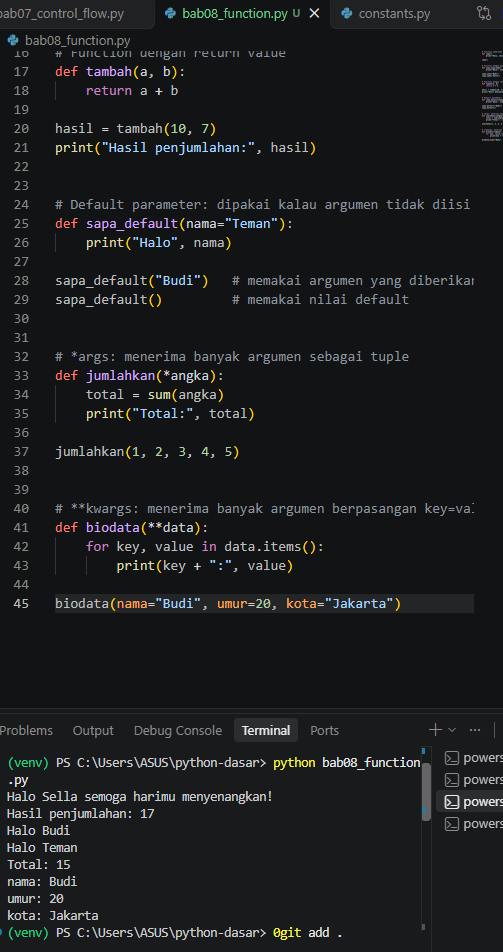 bab07_control_flow.py bab08_function.py U constants.py
bab08_function.py
16 # Function dengan return value
17 def tambah(a, b):
18 return a + b
19
20 hasil = tambah(10, 7)
21 print("Hasil penjumlahan:", hasil)
22
23
24 # Default parameter: dipakai kalau argumen tidak diisi
25 def sapa_default(nama="Teman"):
26 print("Halo", nama)
27
28 sapa_default("Budi") # memakai argumen yang diberikan
29 sapa_default() # memakai nilai default
30
31
32 # *args: menerima banyak argumen sebagai tuple
33 def jumlahkan(*angka):
34 total = sum(angka)
35 print("Total:", total)
36
37 jumlahkan(1, 2, 3, 4, 5)
38
39
40 # **kwargs: menerima banyak argumen berpasangan key=val
41 def biodata(**data):
42 for key, value in data.items():
43 print(key + ":", value)
44
45 biodata(nama="Budi", umur=20, kota="Jakarta")
Problems Output Debug Console Terminal Ports
(venv) PS C:\Users\ASUS\python-dasar> python bab08_function
.py
Halo Sella semoga harimu menyenangkan!
Hasil penjumlahan: 17
Halo Budi
Halo Teman
Total: 15
nama: Budi
umur: 20
kota: Jakarta
(venv) PS C:\Users\ASUS\python-dasar> 0git add .
powers
powers
powers
powers